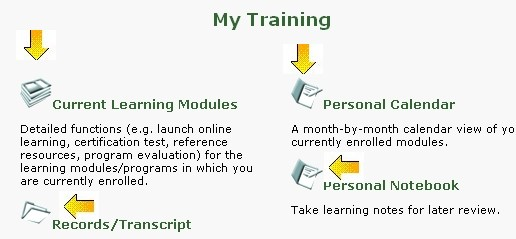 My Training
Current Learning Modules
Detailed functions (e.g. launch online
learning, certification test, reference
resources, program evaluation) for the
learning modules/programs in which you
are currently enrolled.
Records/Transcript
Personal Calendar
A month-by-month calendar view of yo
currently enrolled modules.
Personal Notebook
Take learning notes for later review.